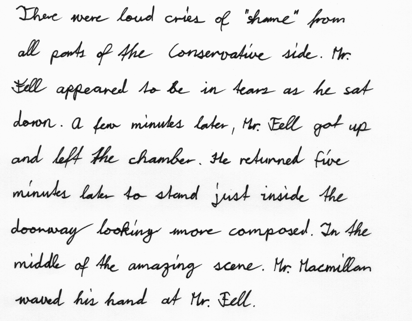 There were loud cries of "shame" from
all parts of the Conservative side. Mr.
Fell appeared to be in tears as he sat
down. A few minutes later, Mr. Fell got up
and left the chamber. He returned five
minutes later to stand just inside the
doorway looking more composed. In the
middle of the amazing scene. Mr. Macmillan
waved his hand at Mr. Fell.